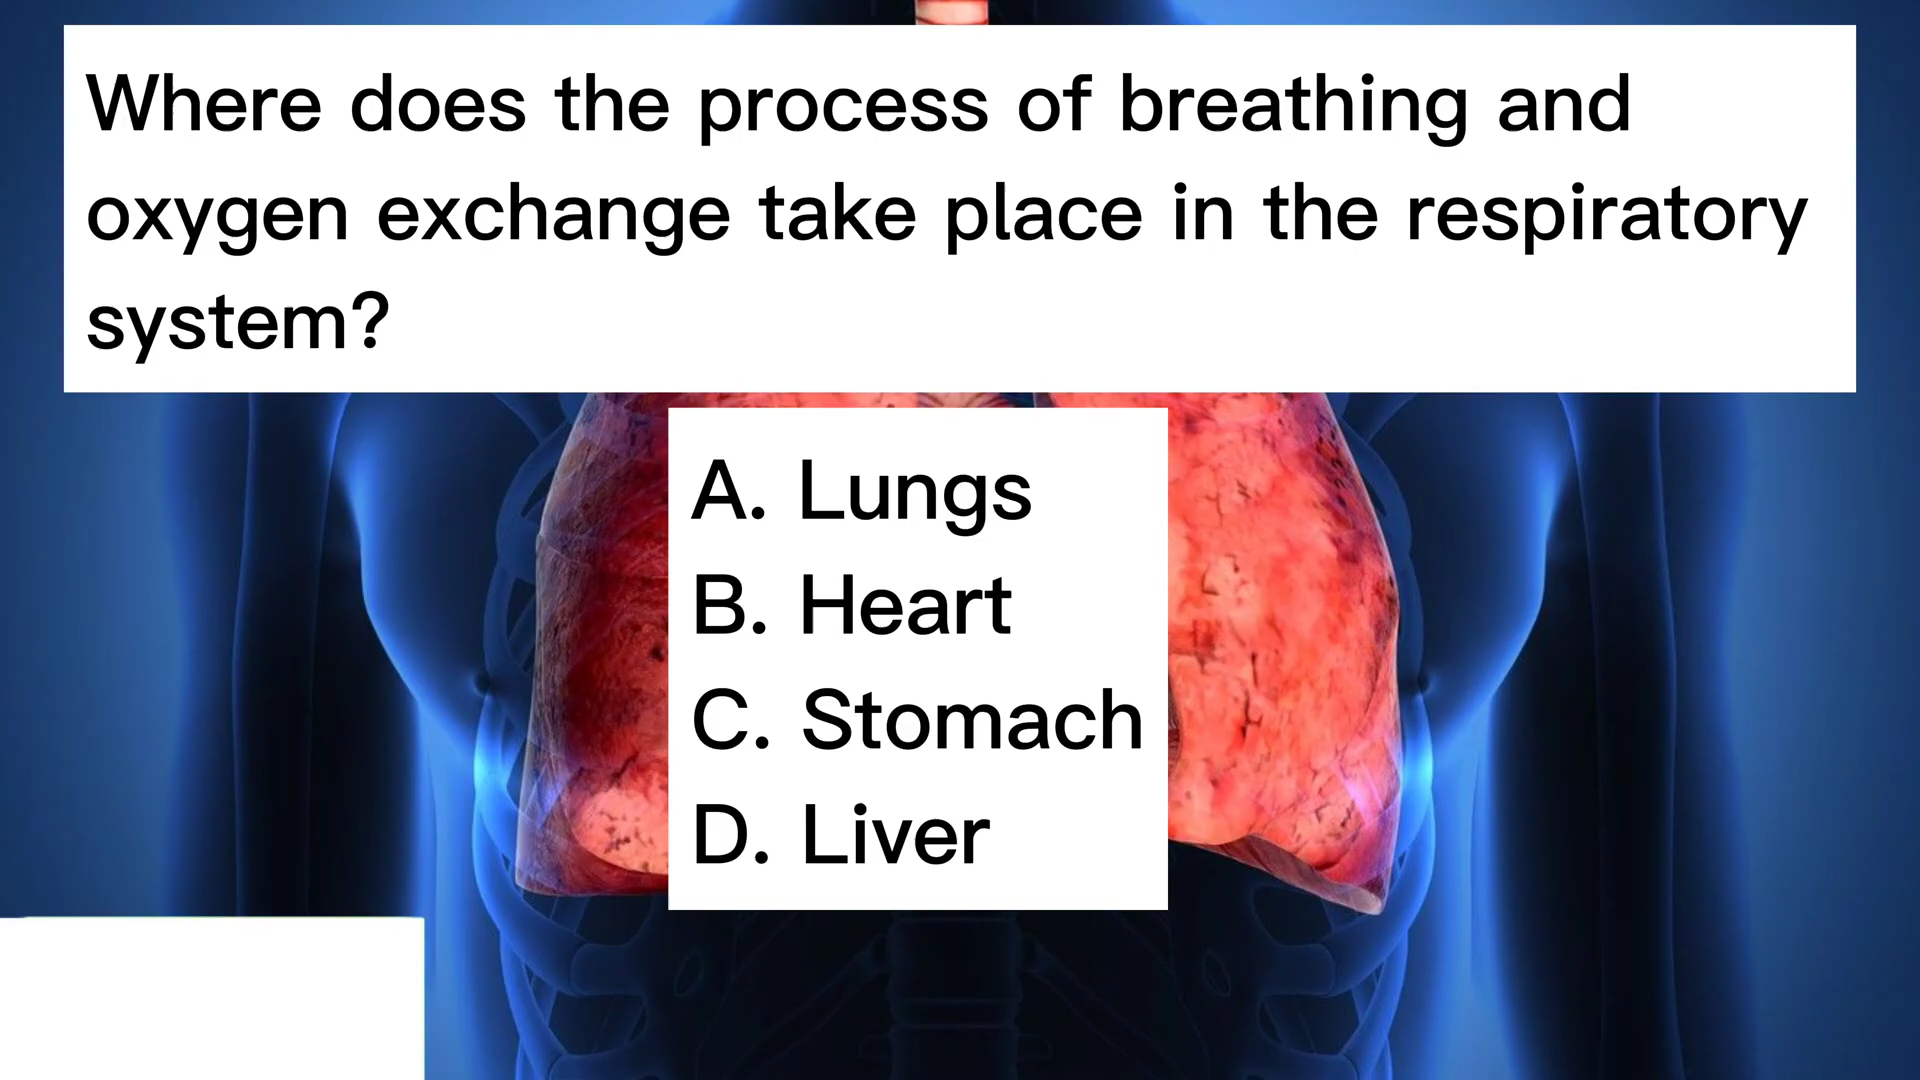 Where does the process of breathing and
oxygen exchange take place in the respiratory
system?
A. Lungs
B. Heart
C. Stomach
D. Liver